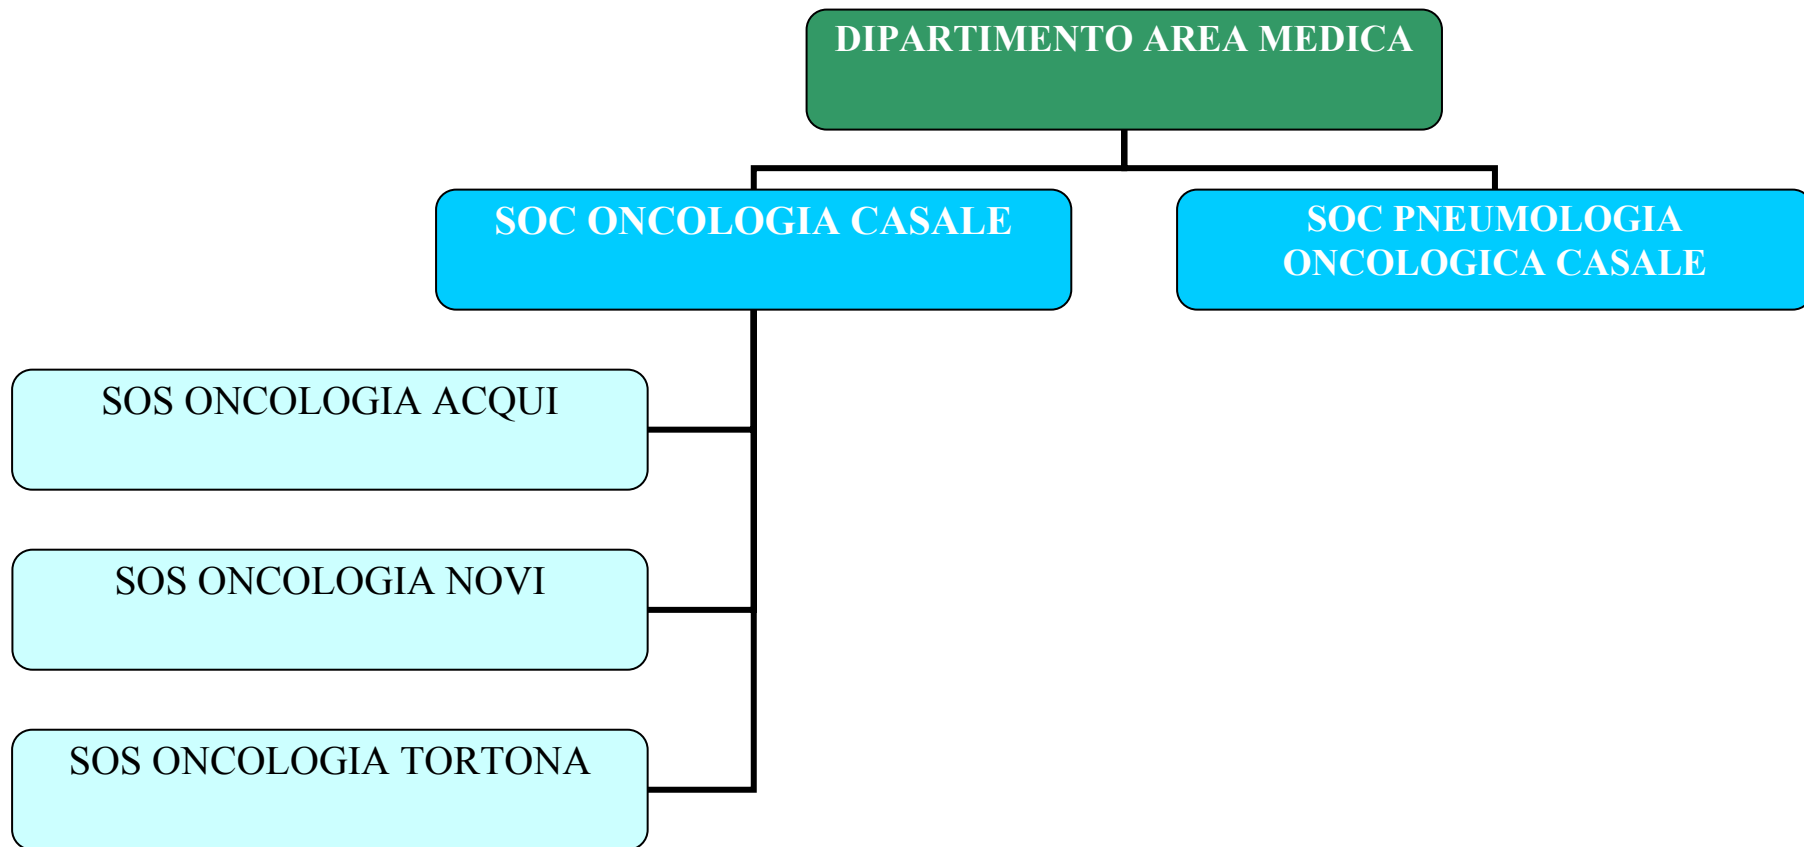 DIPARTIMENTO AREA MEDICA
SOC ONCOLOGIA CASALE
SOC PNEUMOLOGIA
ONCOLOGICA CASALE
SOS ONCOLOGIA ACQUI
SOS ONCOLOGIA NOVI
SOS ONCOLOGIA TORTONA